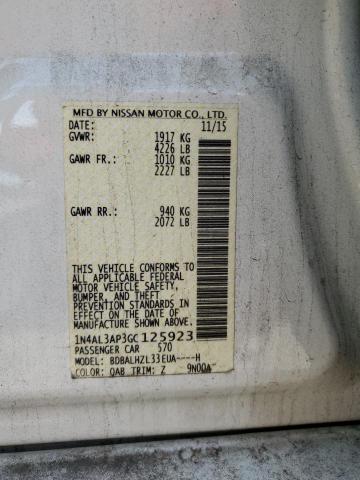 MFD BY NISSAN MOTOR CO., LTD.
DATE: 11/15
GVWR: 1917 KG
4226 LB
GAWR FR.: 1010 KG
2227 LB
GAWR RR.: 940 KG
2072 LB
THIS VEHICLE CONFORMS TO
ALL APPLICABLE FEDERAL
MOTOR VEHICLE SAFETY,
BUMPER, AND THEFT
PREVENTION STANDARDS IN
EFFECT ON THE DATE OF
MANUFACTURE SHOWN ABOVE.
1N4AL3AP3GC125923
PASSENGER CAR 570
MODEL: BDBALHZL33EUA----H
COLOR: QAB TRIM: Z 9N00A